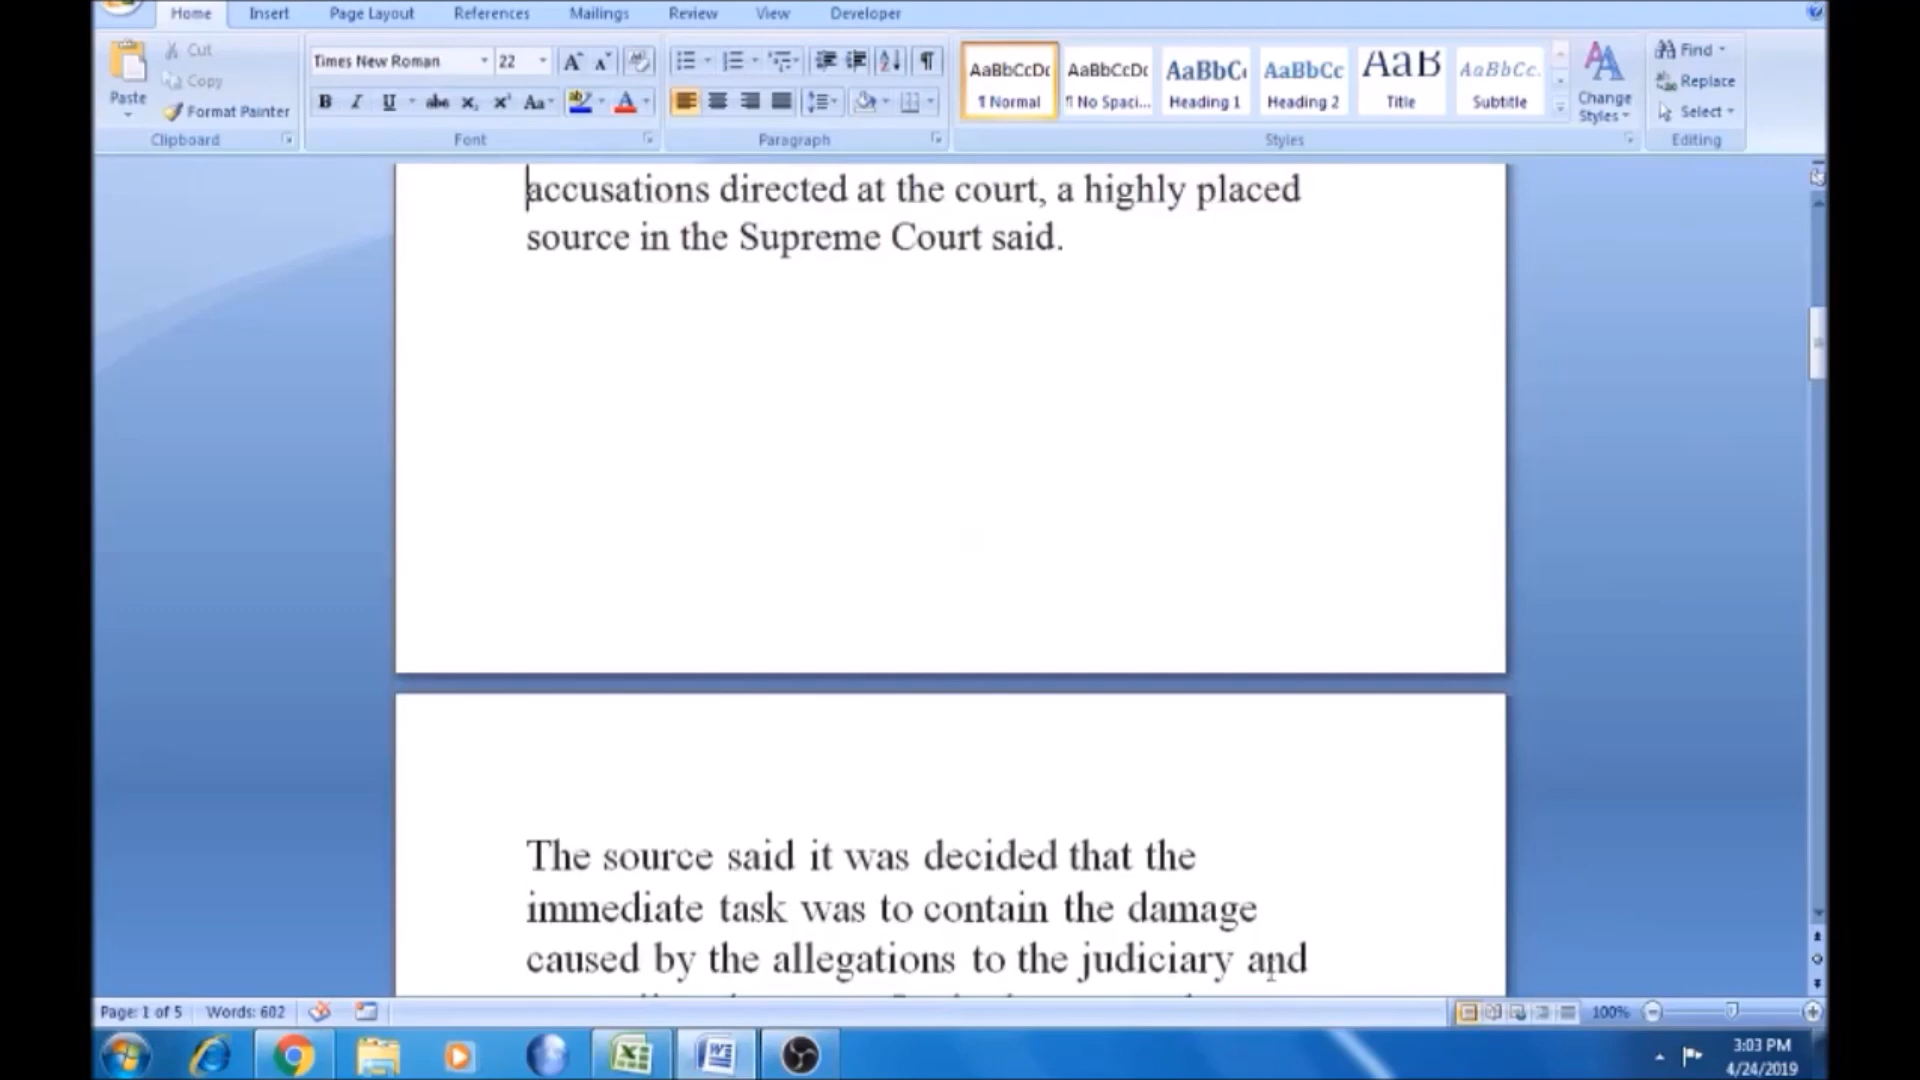 Home Insert Page Layout References Mailings Review View Developer
Cut
Copy
Paste
Format Painter
Clipboard
Times New Roman 22
B I U abc x₂ x² Aa
Font
Paragraph
AaBbCcDc AaBbCcDc AaBbC AaBbCc AaB AaBbCc.
¶ Normal ¶ No Spaci... Heading 1 Heading 2 Title Subtitle
Styles
Change
Styles
Find
Replace
Select
Editing
accusations directed at the court, a highly placed
source in the Supreme Court said.
The source said it was decided that the
immediate task was to contain the damage
caused by the allegations to the judiciary and
Page: 1 of 5 Words: 602 100%
3:03 PM
4/24/2019